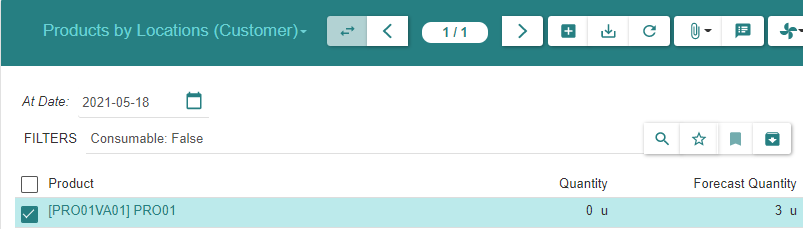 Products by Locations (Customer)
1 / 1
At Date: 2021-05-18
FILTERS Consumable: False
Product Quantity Forecast Quantity
[PRO01VA01] PRO01 0 u 3 u